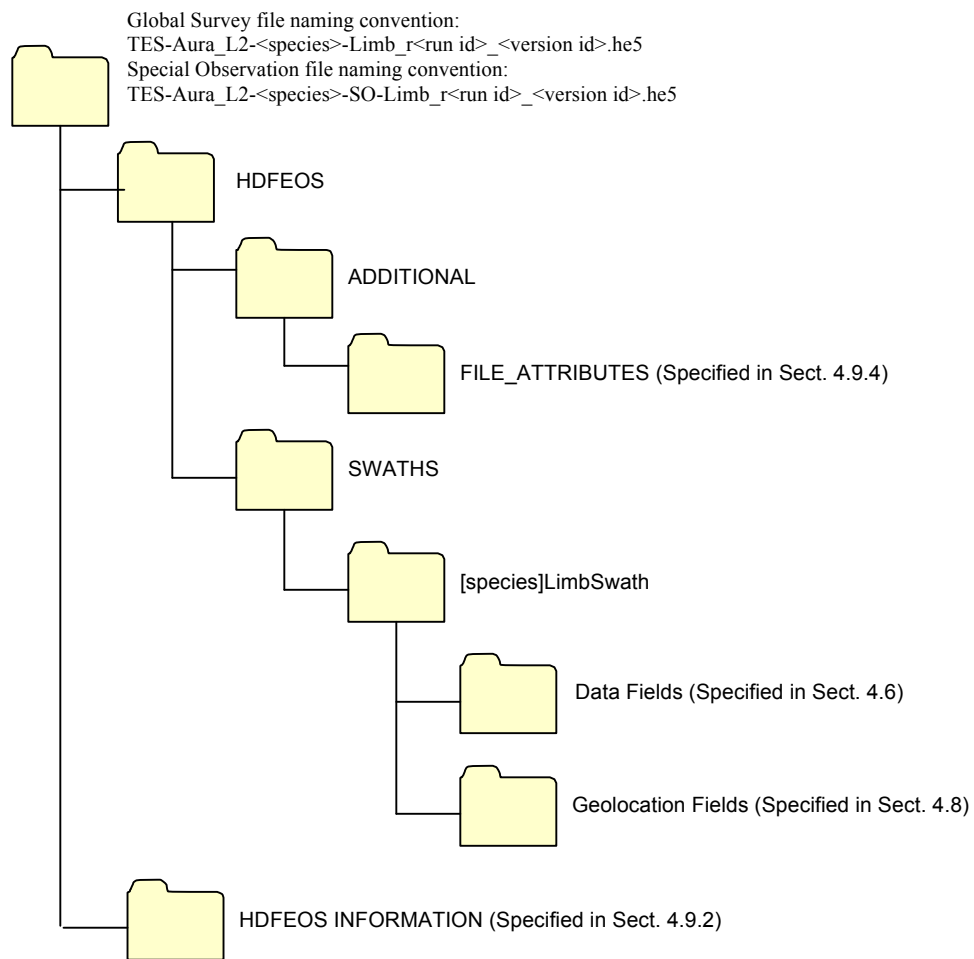 Global Survey file naming convention:
TES-Aura_L2-<species>-Limb_r<run id>_<version id>.he5
Special Observation file naming convention:
TES-Aura_L2-<species>-SO-Limb_r<run id>_<version id>.he5
HDFEOS
ADDITIONAL
FILE_ATTRIBUTES (Specified in Sect. 4.9.4)
SWATHS
[species]LimbSwath
Data Fields (Specified in Sect. 4.6)
Geolocation Fields (Specified in Sect. 4.8)
HDFEOS INFORMATION (Specified in Sect. 4.9.2)